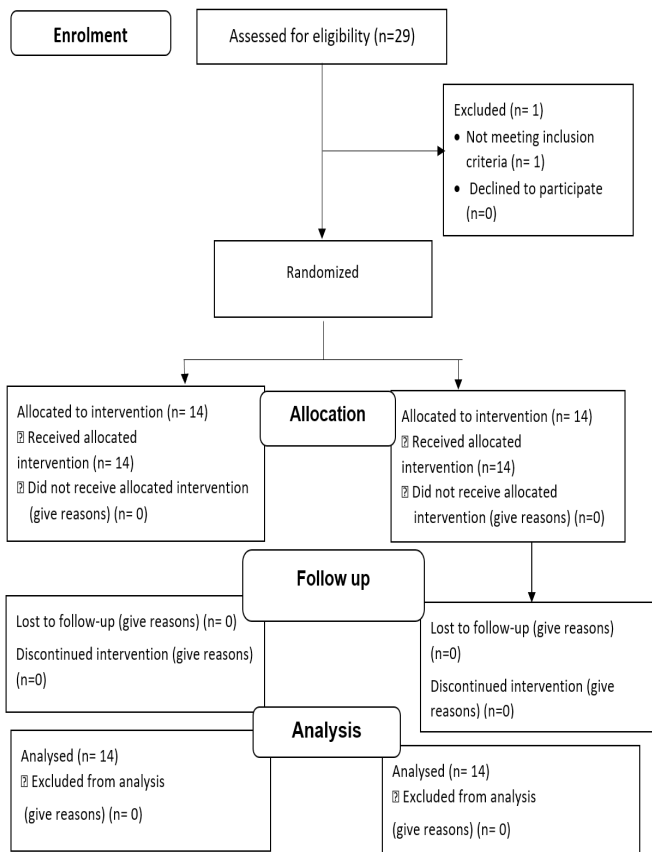 Enrolment
Assessed for eligibility (n=29)
Excluded (n= 1)
• Not meeting inclusion
criteria (n= 1)
• Declined to participate
(n=0)
Randomized
Allocation
Allocated to intervention (n= 14)
⍰ Received allocated
intervention (n= 14)
⍰ Did not receive allocated intervention
(give reasons) (n= 0)
Allocated to intervention (n= 14)
⍰ Received allocated
intervention (n=14)
⍰ Did not receive allocated
intervention (give reasons) (n=0)
Follow up
Lost to follow-up (give reasons) (n= 0)
Discontinued intervention (give reasons)
(n=0)
Lost to follow-up (give reasons)
(n=0)
Discontinued intervention (give
reasons) (n=0)
Analysis
Analysed (n= 14)
⍰ Excluded from analysis
(give reasons) (n= 0)
Analysed (n= 14)
⍰ Excluded from analysis
(give reasons) (n= 0)